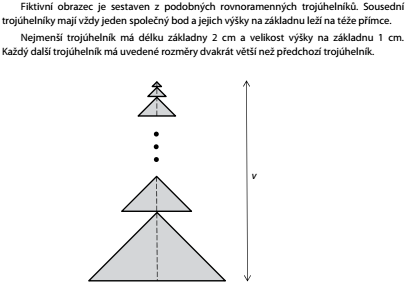 Fiktivní obrazec je sestaven z podobných rovnoramenných trojúhelníků. Sousední
trojúhelníky mají vždy jeden společný bod a jejich výšky na základnu leží na téže přímce.
Nejmenší trojúhelník má délku základny 2 cm a velikost výšky na základnu 1 cm.
Každý další trojúhelník má uvedené rozměry dvakrát větší než předchozí trojúhelník.
v